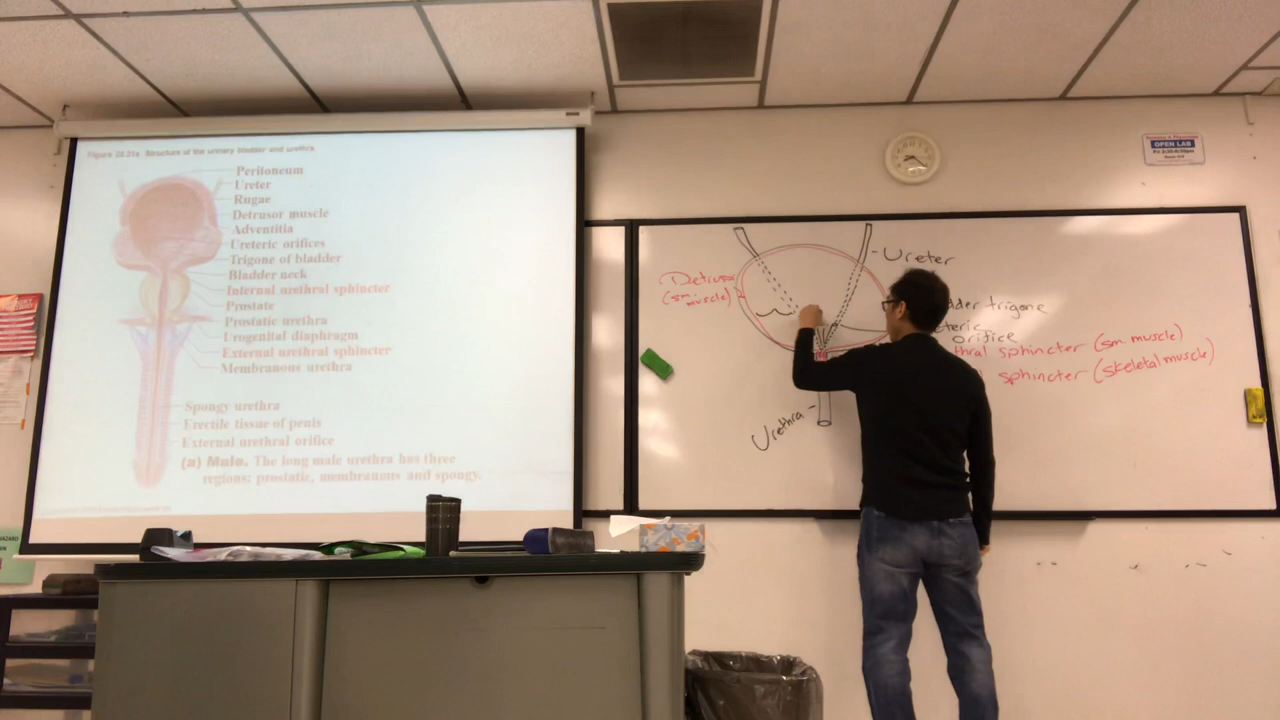 Figure 25.21a Structure of the urinary bladder and urethra.
Peritoneum
Ureter
Rugae
Detrusor muscle
Adventitia
Ureteric orifices
Trigone of bladder
Bladder neck
Internal urethral sphincter
Prostate
Prostatic urethra
Urogenital diaphragm
External urethral sphincter
Membranous urethra
Spongy urethra
Erectile tissue of penis
External urethral orifice
(a) Male. The long male urethra has three
regions: prostatic, membranous and spongy.
OPEN LAB
Ureter
Detrusor
(sm. muscle)
dder trigone
teric
orifice
thral sphincter (sm. muscle)
sphincter (skeletal muscle)
Urethra